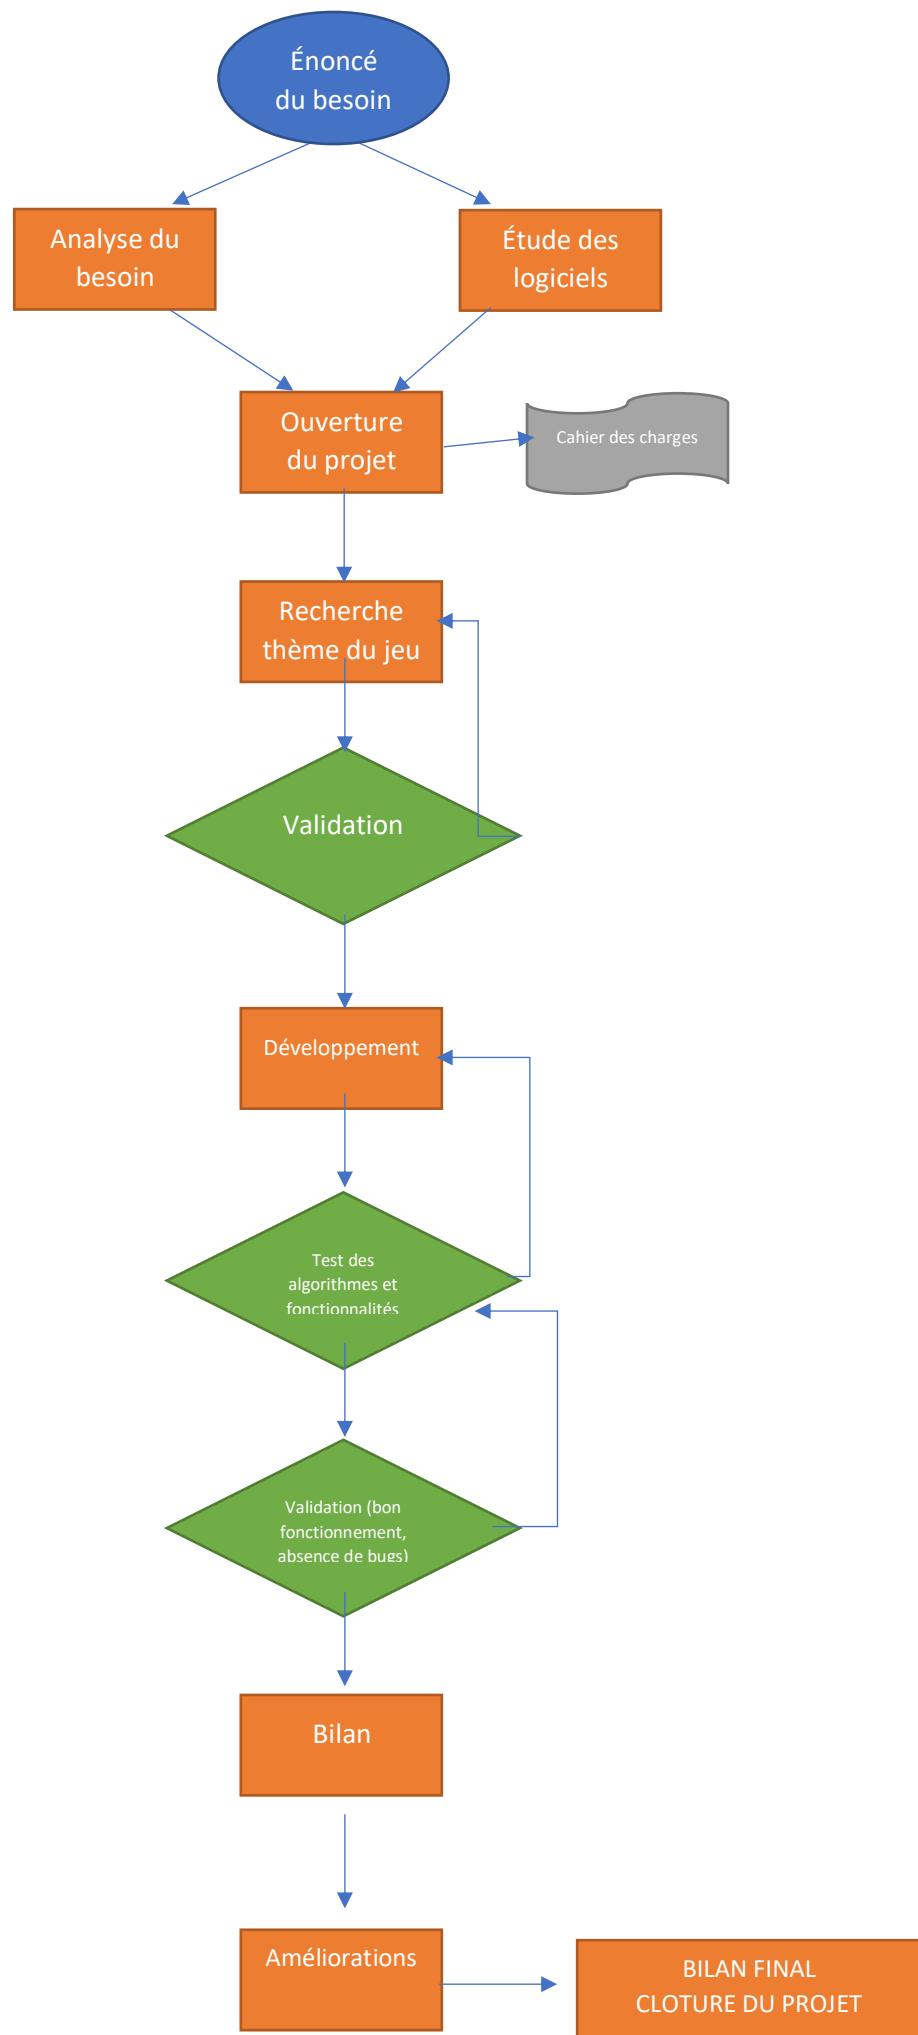 Énoncé
du besoin
Analyse du
besoin
Étude des
logiciels
Ouverture
du projet
Cahier des charges
Recherche
thème du jeu
Validation
Développement
Test des
algorithmes et
fonctionnalités
Validation (bon
fonctionnement,
absence de bugs)
Bilan
Améliorations
BILAN FINAL
CLOTURE DU PROJET